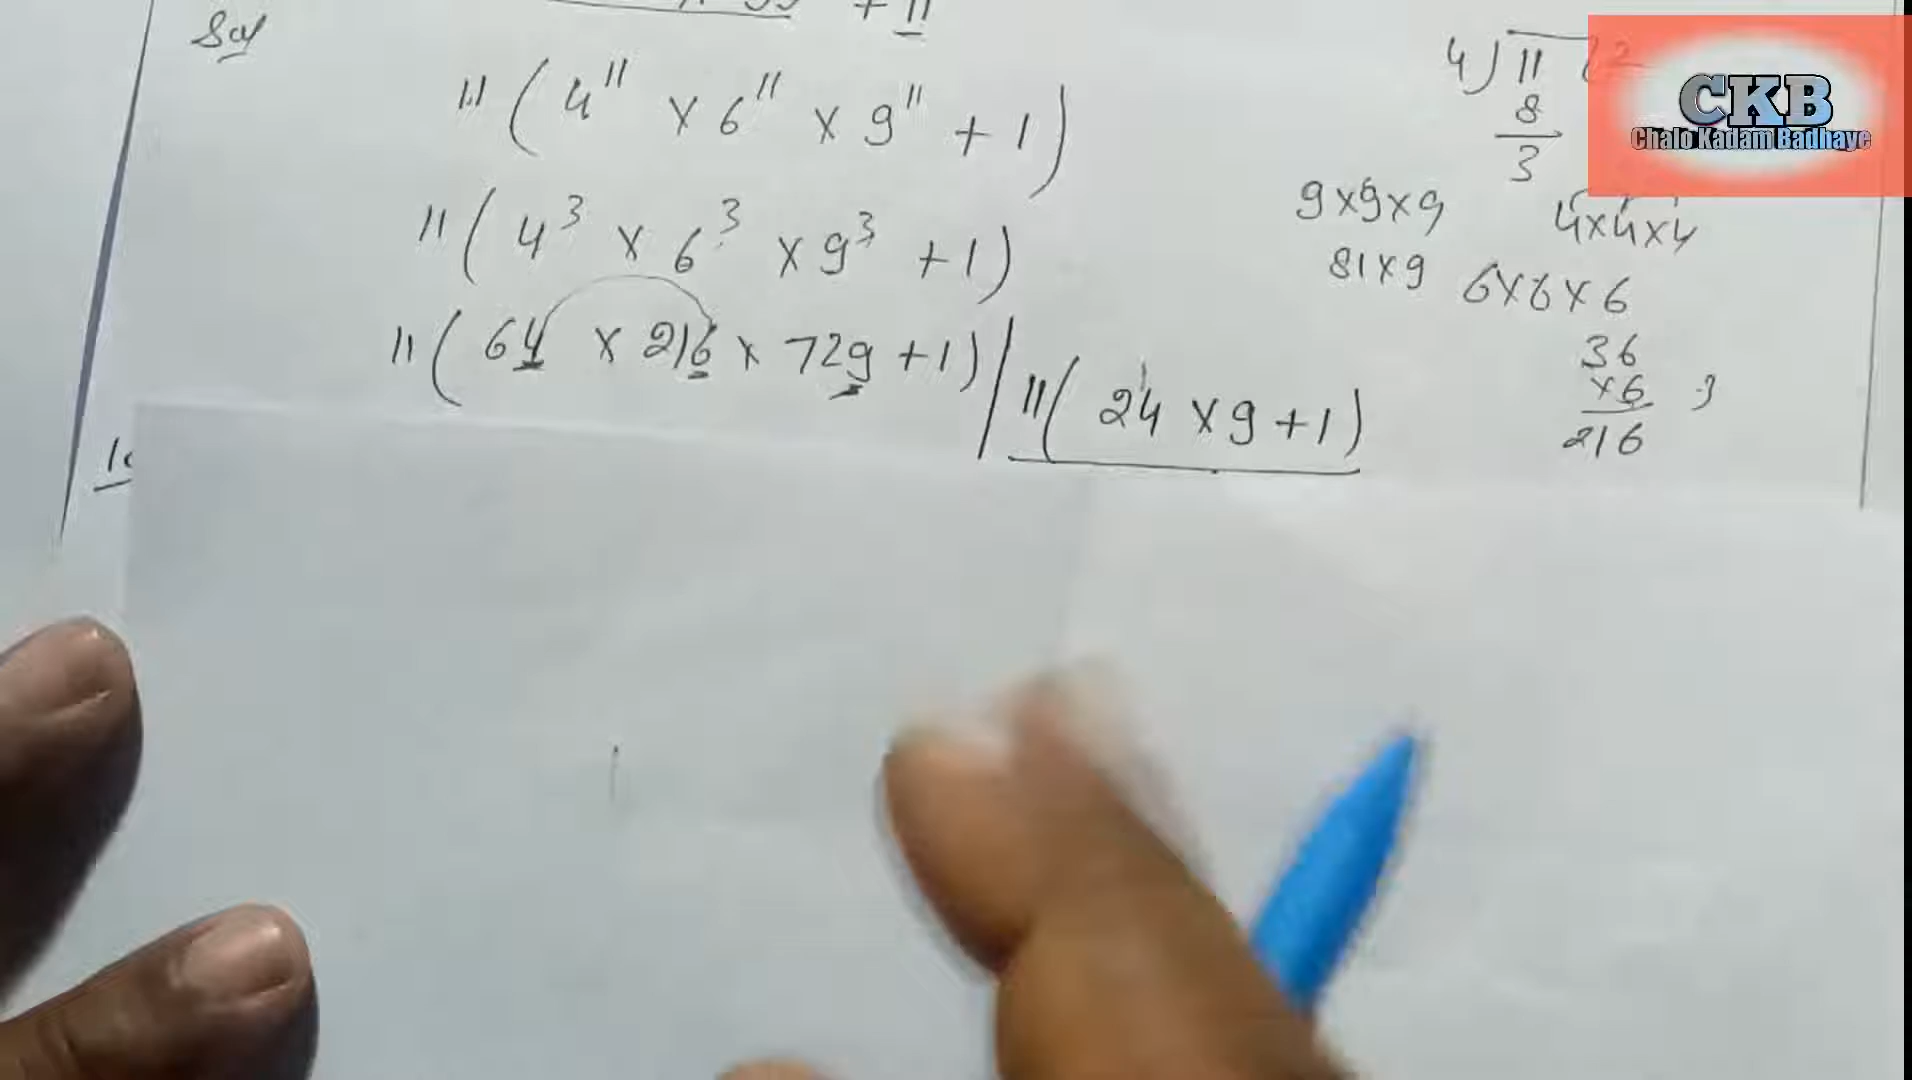 + 11
Sol
11 ( 4¹¹ × 6¹¹ × 9¹¹ + 1 )
11 ( 4³ × 6³ × 9³ + 1 )
11 ( 64 × 216 × 729 + 1 ) / 11 ( 24 × 9 + 1 )
4 ) 11 ( 2
8
3
9×9×9
4×4×4
81×9
6×6×6
36
×6
216
CKB
Chalo Kadam Badhaye